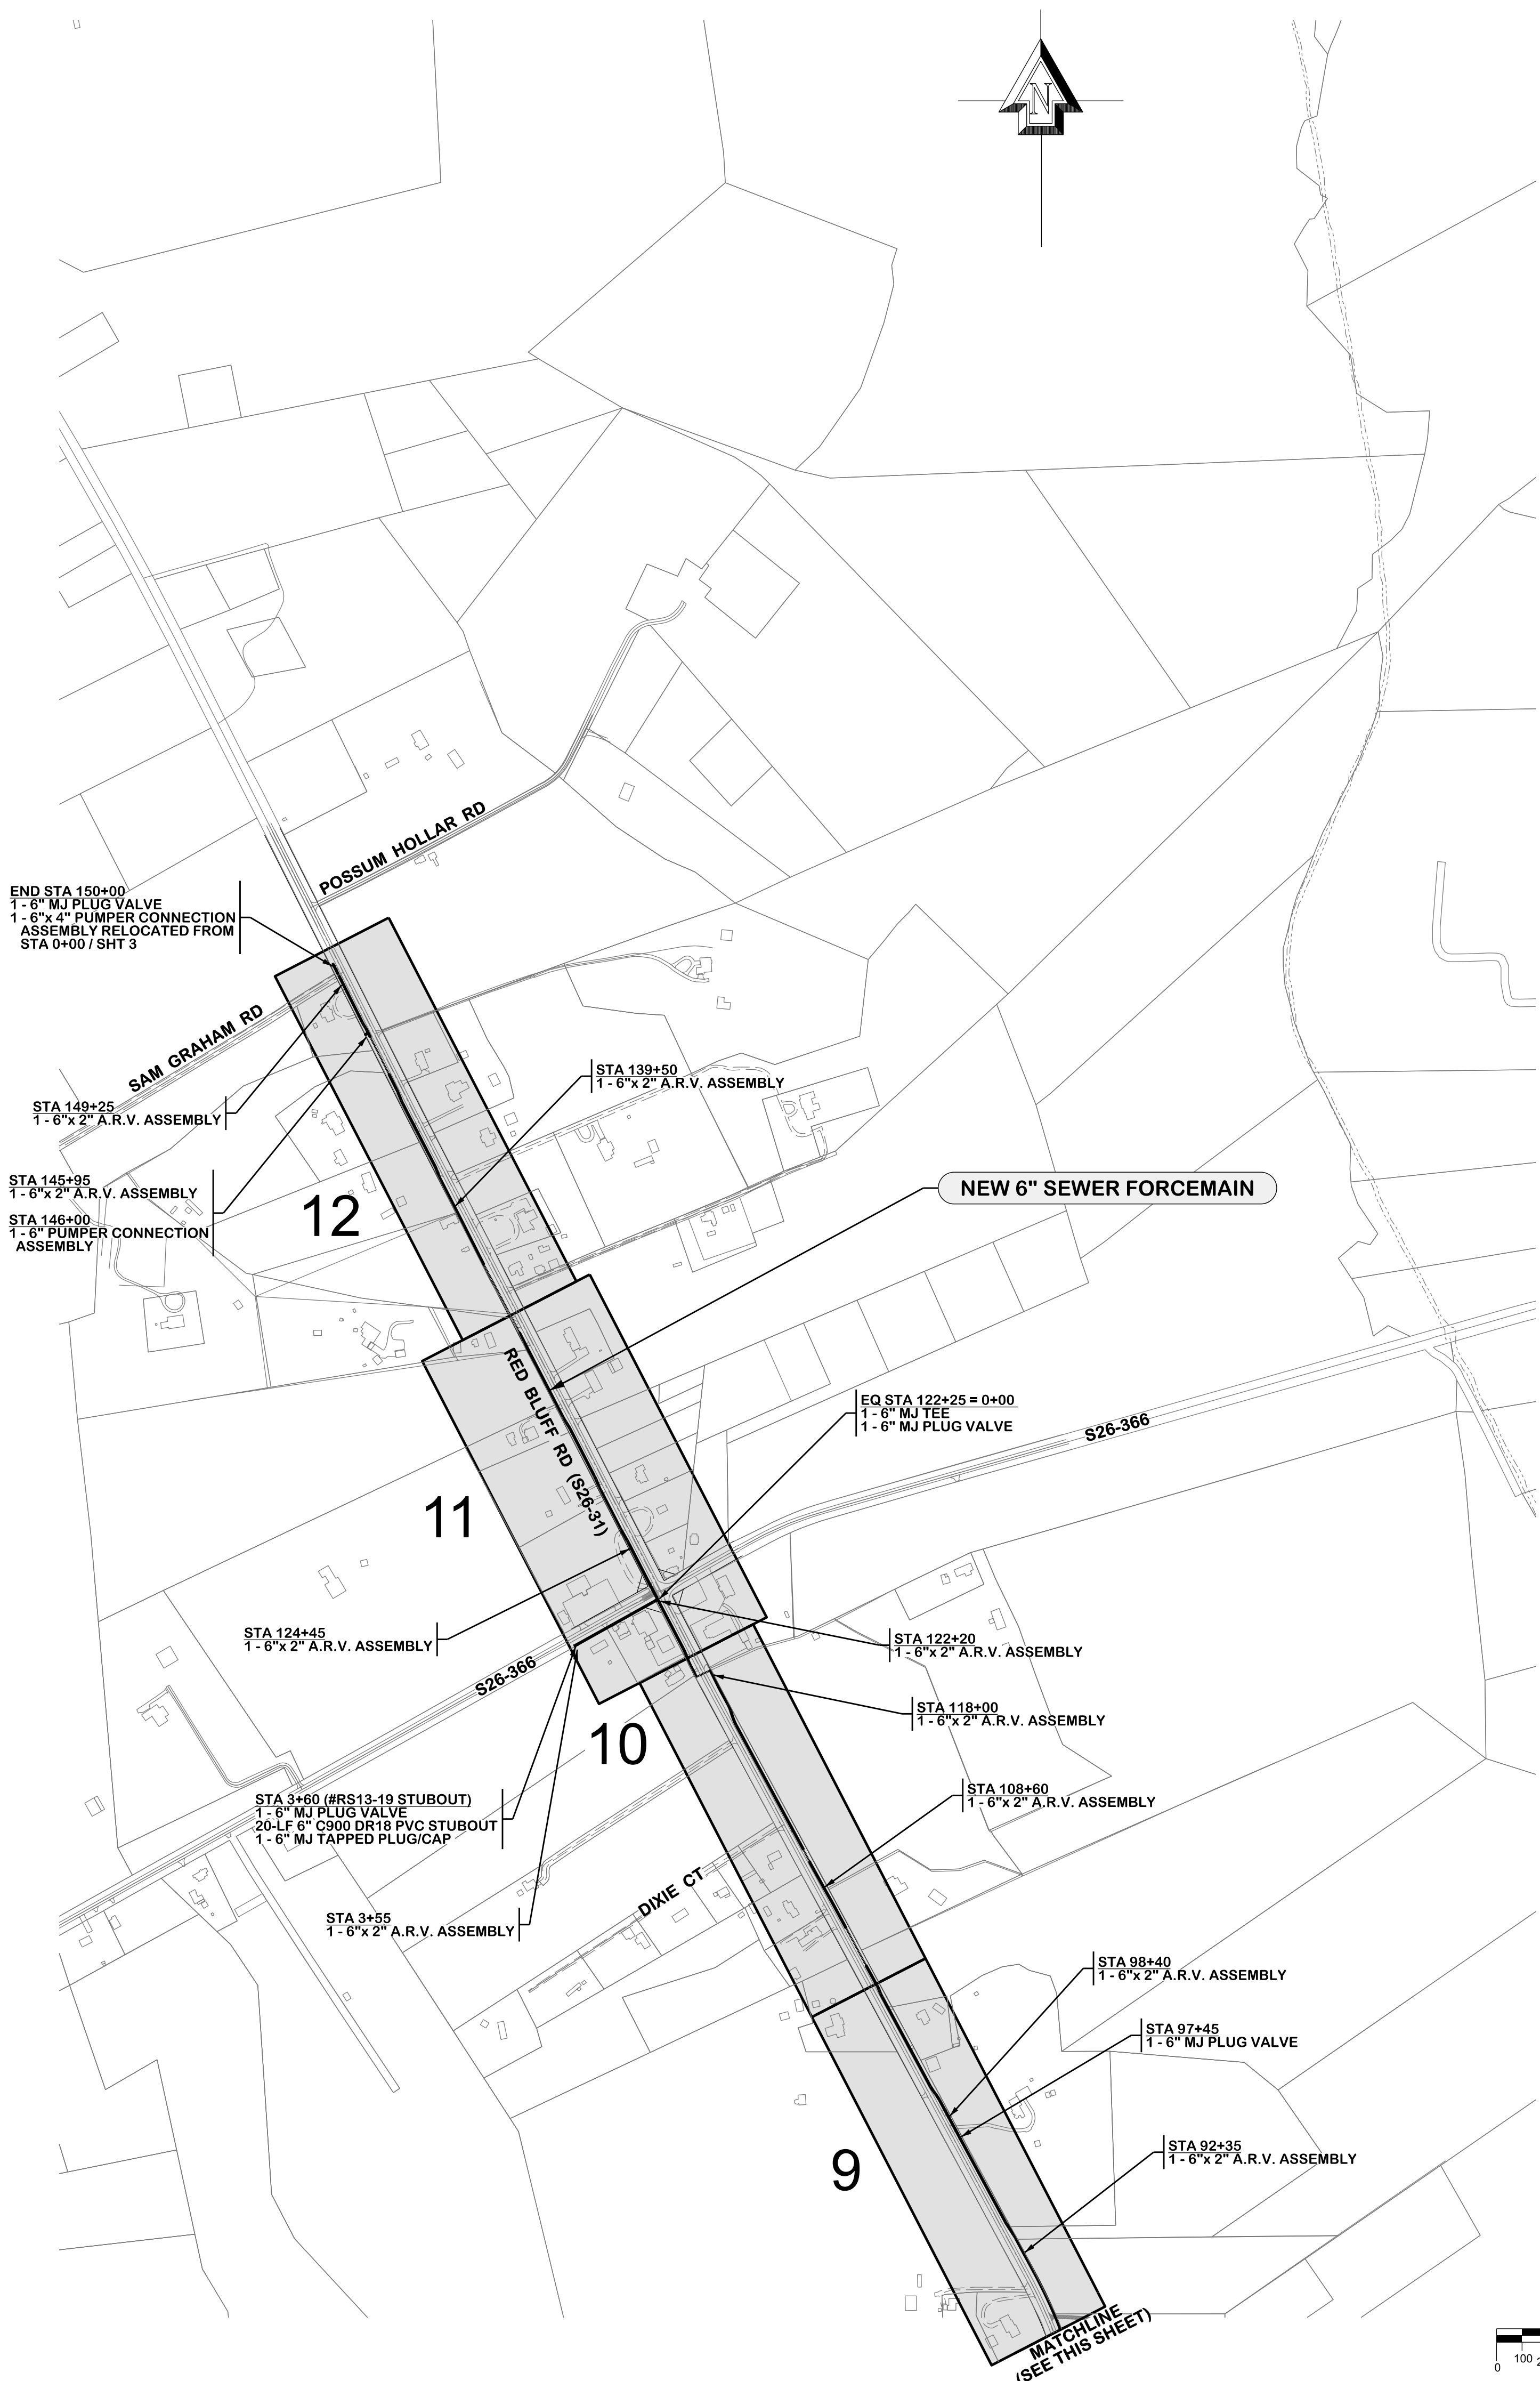 N
POSSUM HOLLAR RD
END STA 150+00
1 - 6" MJ PLUG VALVE
1 - 6"x 4" PUMPER CONNECTION
ASSEMBLY RELOCATED FROM
STA 0+00 / SHT 3
SAM GRAHAM RD
STA 139+50
1 - 6"x 2" A.R.V. ASSEMBLY
STA 149+25
1 - 6"x 2" A.R.V. ASSEMBLY
STA 145+95
1 - 6"x 2" A.R.V. ASSEMBLY
STA 146+00
1 - 6" PUMPER CONNECTION
ASSEMBLY
12
NEW 6" SEWER FORCEMAIN
RED BLUFF RD (S26-31)
EQ STA 122+25 = 0+00
1 - 6" MJ TEE
1 - 6" MJ PLUG VALVE
S26-366
11
STA 124+45
1 - 6"x 2" A.R.V. ASSEMBLY
STA 122+20
1 - 6"x 2" A.R.V. ASSEMBLY
S26-366
STA 118+00
1 - 6"x 2" A.R.V. ASSEMBLY
10
STA 108+60
1 - 6"x 2" A.R.V. ASSEMBLY
STA 3+60 (#RS13-19 STUBOUT)
1 - 6" MJ PLUG VALVE
20-LF 6" C900 DR18 PVC STUBOUT
1 - 6" MJ TAPPED PLUG/CAP
DIXIE CT
STA 3+55
1 - 6"x 2" A.R.V. ASSEMBLY
STA 98+40
1 - 6"x 2" A.R.V. ASSEMBLY
STA 97+45
1 - 6" MJ PLUG VALVE
9
STA 92+35
1 - 6"x 2" A.R.V. ASSEMBLY
MATCHLINE
(SEE THIS SHEET)
0 100